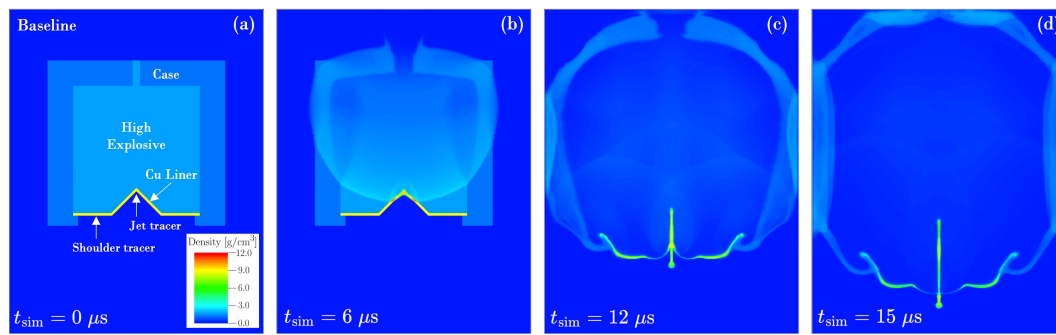 Baseline
(a)
Case
High
Explosive
Cu Liner
Jet tracer
Shoulder tracer
Density [g/cm³]
12.0
9.0
6.0
3.0
0.0
t_sim = 0 μs
(b)
t_sim = 6 μs
(c)
t_sim = 12 μs
(d)
t_sim = 15 μs